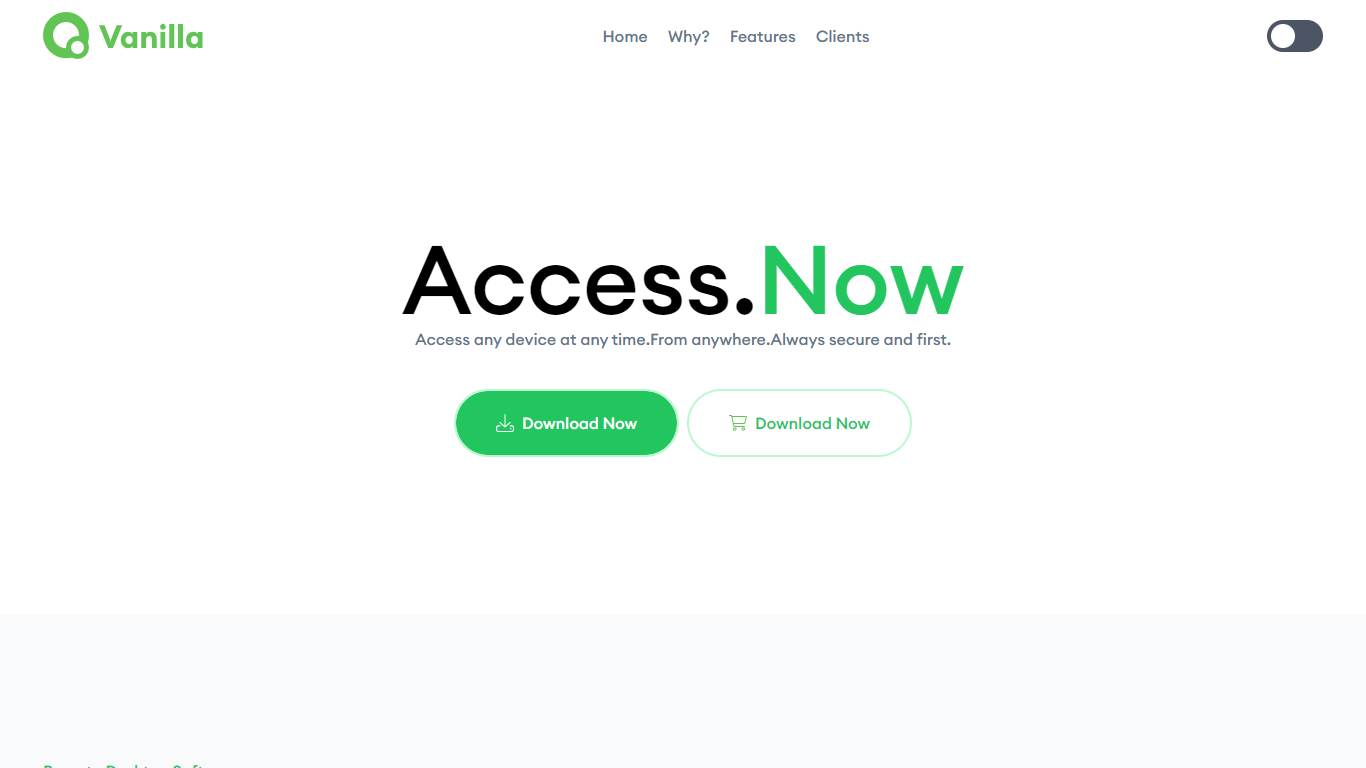 Vanilla
Home Why? Features Clients
Access.Now
Access any device at any time.From anywhere.Always secure and first.
Download Now Download Now